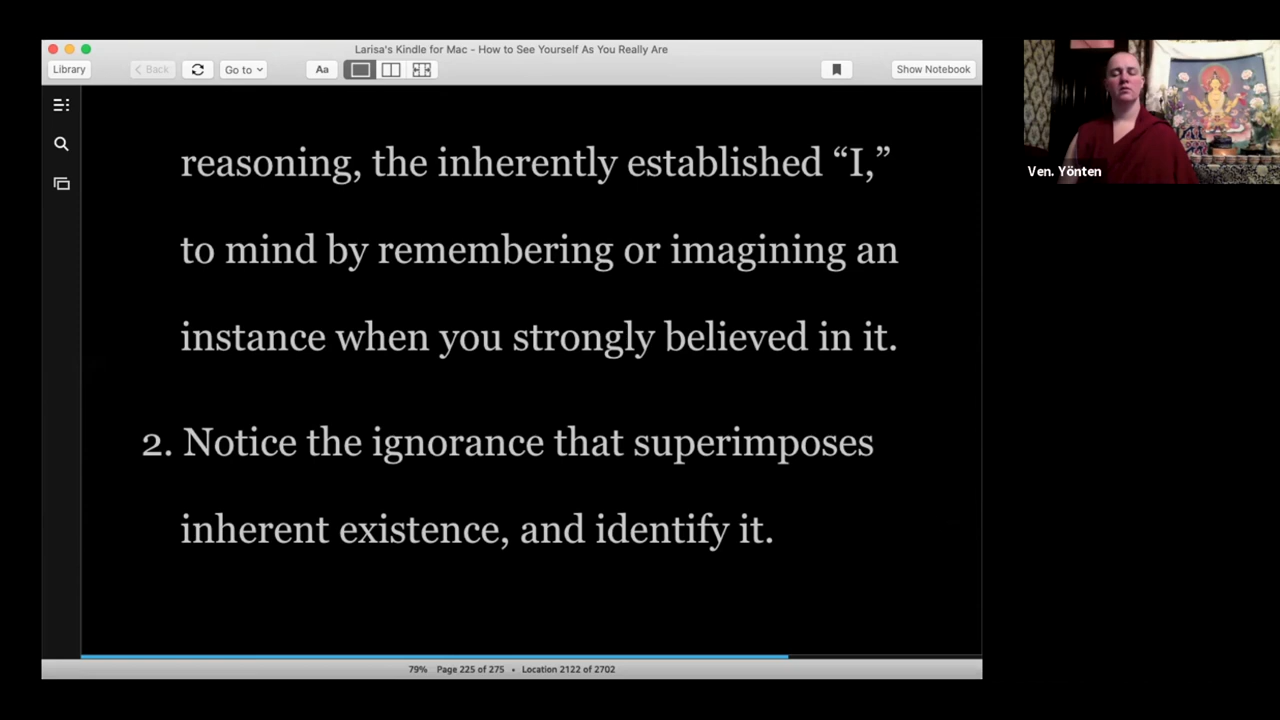 Larisa's Kindle for Mac - How to See Yourself As You Really Are
Library
Back
Go to
Aa
Show Notebook
reasoning, the inherently established “I,”
to mind by remembering or imagining an
instance when you strongly believed in it.
2. Notice the ignorance that superimposes
inherent existence, and identify it.
79% Page 225 of 275 • Location 2122 of 2702
Ven. Yönten